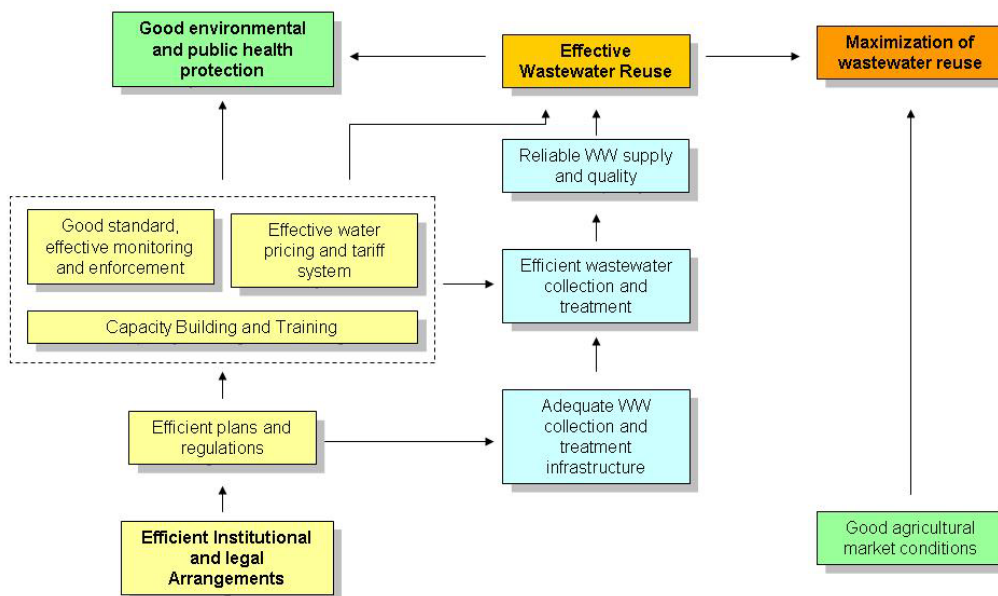 Good environmental
and public health
protection
Effective
Wastewater Reuse
Maximization of
wastewater reuse
Reliable WW supply
and quality
Good standard,
effective monitoring
and enforcement
Effective water
pricing and tariff
system
Efficient wastewater
collection and
treatment
Capacity Building and Training
Efficient plans and
regulations
Adequate WW
collection and
treatment
infrastructure
Efficient Institutional
and legal
Arrangements
Good agricultural
market conditions